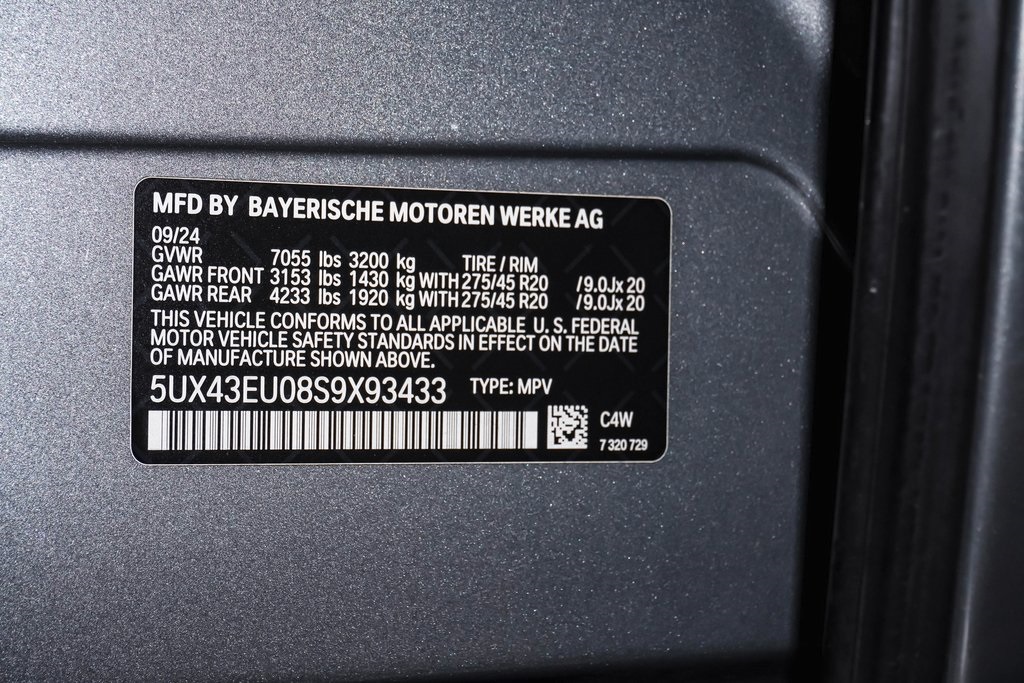 MFD BY BAYERISCHE MOTOREN WERKE AG
09/24
GVWR 7055 lbs 3200 kg TIRE / RIM
GAWR FRONT 3153 lbs 1430 kg WITH 275/45 R20 /9.0Jx20
GAWR REAR 4233 lbs 1920 kg WITH 275/45 R20 /9.0Jx20
THIS VEHICLE CONFORMS TO ALL APPLICABLE U.S. FEDERAL
MOTOR VEHICLE SAFETY STANDARDS IN EFFECT ON THE DATE
OF MANUFACTURE SHOWN ABOVE.
5UX43EU08S9X93433 TYPE: MPV
C4W
7 320 729